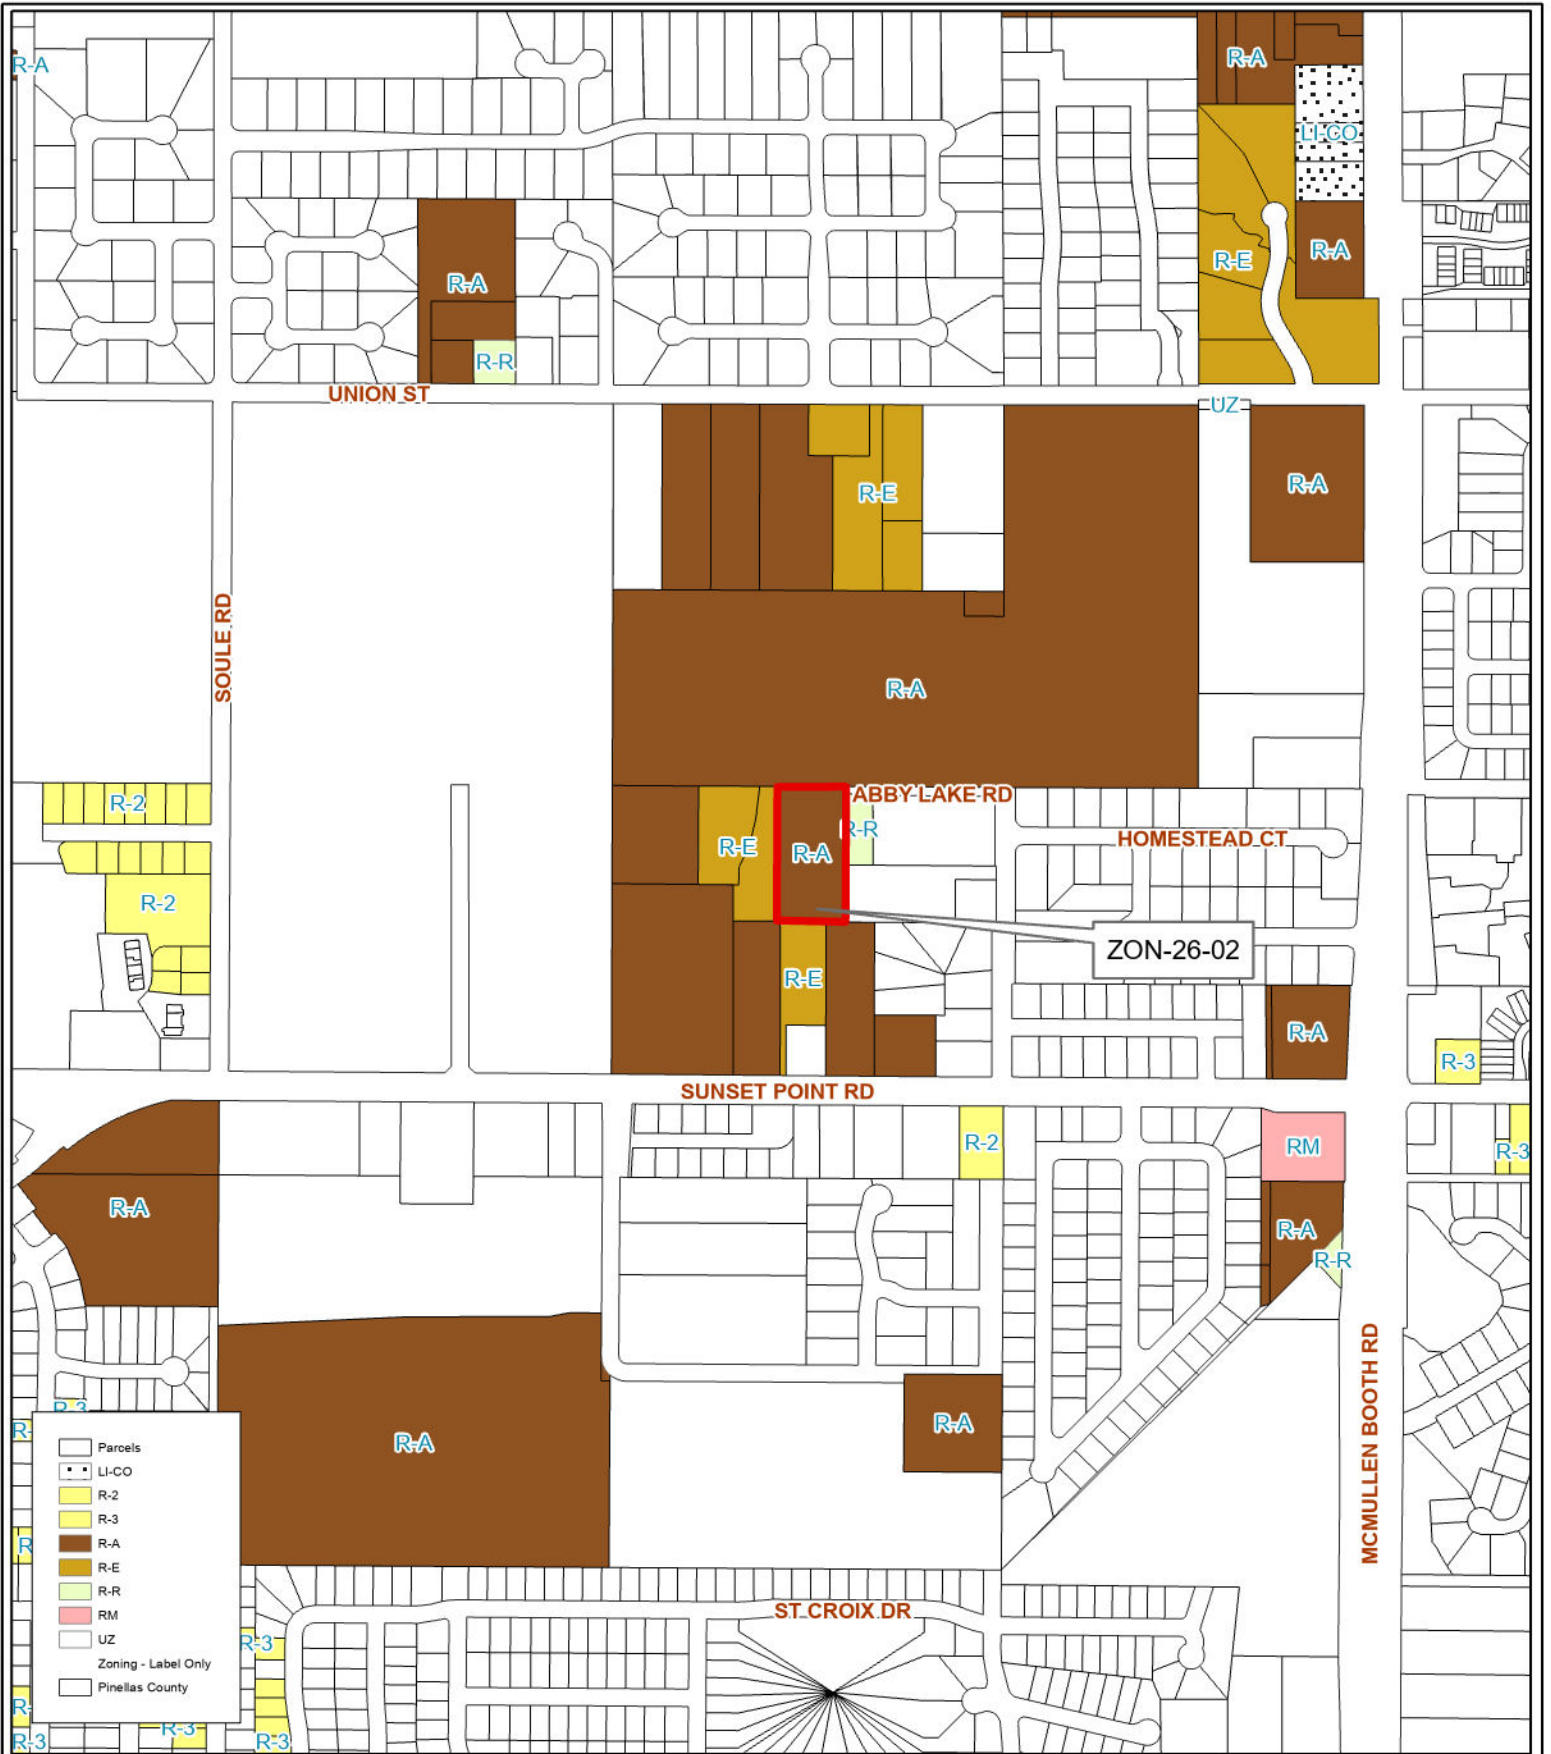 R-A
R-A
LI-CO
R-E
R-A
R-A
R-R
UNION ST
UZ
R-E
R-A
SOULE RD
R-A
R-2
ABBY LAKE RD
R-R
HOMESTEAD CT
R-E
R-A
R-2
ZON-26-02
R-E
R-A
R-3
SUNSET POINT RD
R-2
RM
R-3
R-A
R-A
R-R
MCMULLEN BOOTH RD
R-3
R-
R-A
R-A
Parcels
LI-CO
R-2
R-3
R-A
R-E
R-R
RM
UZ
Zoning - Label Only
Pinellas County
R
ST CROIX DR
R-3
R-
R-3
R-3
R-3